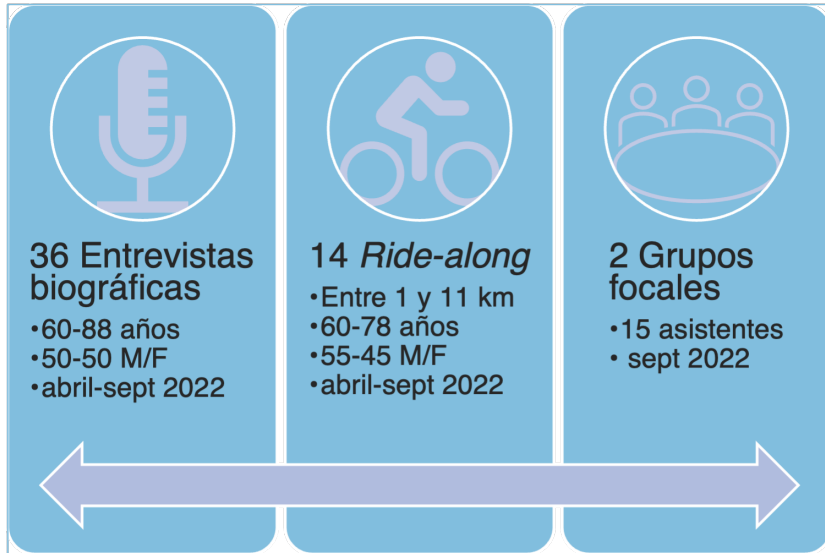 36 Entrevistas
biográficas
•60-88 años
•50-50 M/F
•abril-sept 2022
14 Ride-along
•Entre 1 y 11 km
•60-78 años
•55-45 M/F
•abril-sept 2022
2 Grupos
focales
•15 asistentes
• sept 2022